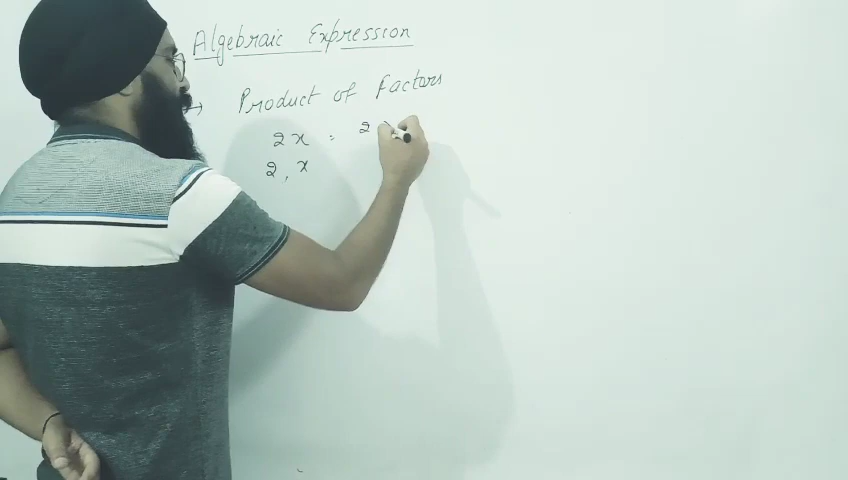 Algebraic Expression
→ Product of Factors
2x = 2 ×
2, x